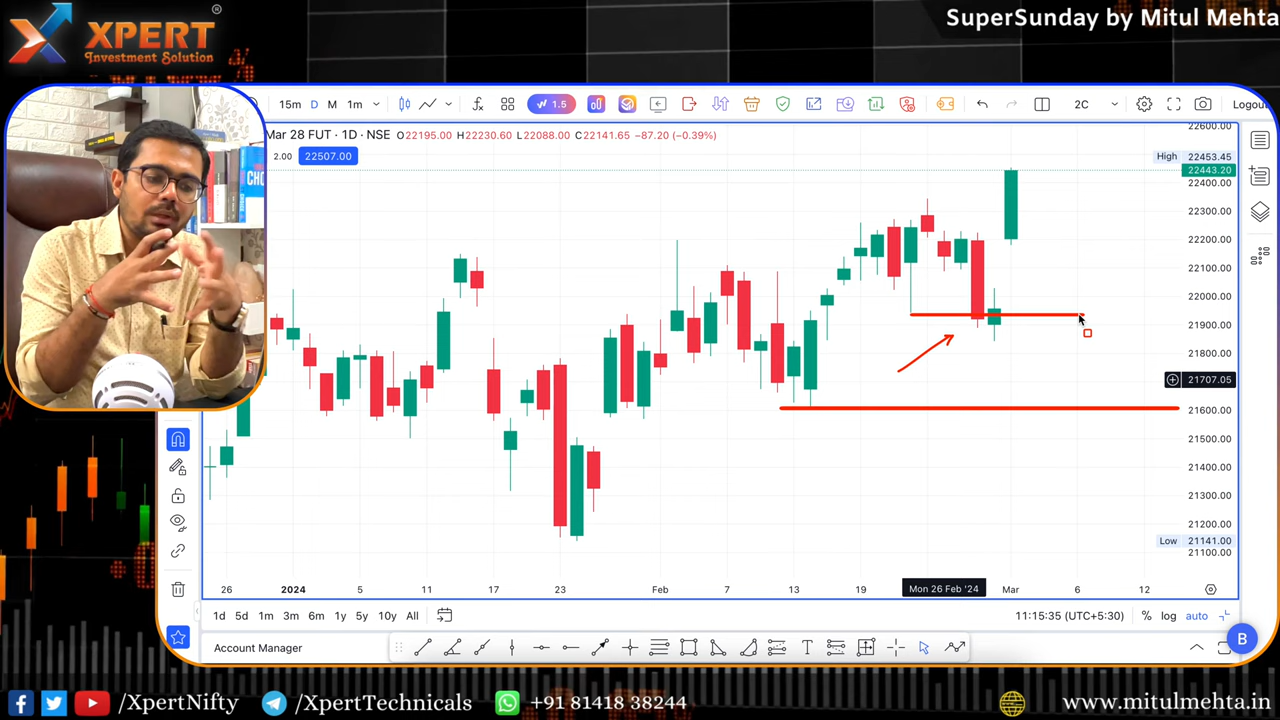 SuperSunday by Mitul Mehta
XPERT®
Investment Solution
15m D M 1m 1.5 2C Logout
Mar 28 FUT · 1D · NSE O22195.00 H22230.60 L22088.00 C22141.65 −87.20 (−0.39%)
2.00 22507.00
22600.00
High 22453.45
22443.20
22400.00
22300.00
22200.00
22100.00
22000.00
21900.00
21800.00
21707.05
21600.00
21500.00
21400.00
21300.00
21200.00
Low 21141.00
21100.00
26 2024 5 11 17 23 Feb 7 13 19 Mon 26 Feb '24 Mar 6 12
1d 5d 1m 3m 6m 1y 5y 10y All 11:15:35 (UTC+5:30) % log auto
Account Manager
B
/XpertNifty /XpertTechnicals +91 81418 38244 www.mitulmehta.in